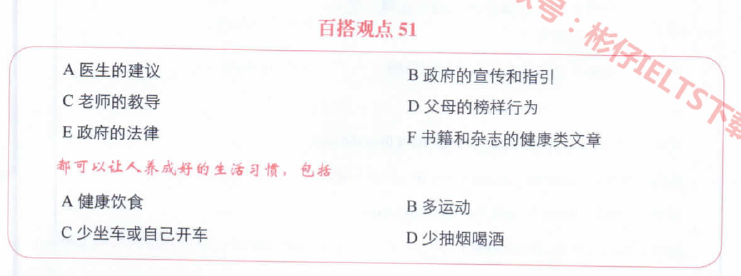 百搭观点 51
号：彬仔IELTS下载
A 医生的建议
B 政府的宣传和指引
C 老师的教导
D 父母的榜样行为
E 政府的法律
F 书籍和杂志的健康类文章
都可以让人养成好的生活习惯，包括
A 健康饮食
B 多运动
C 少坐车或自己开车
D 少抽烟喝酒